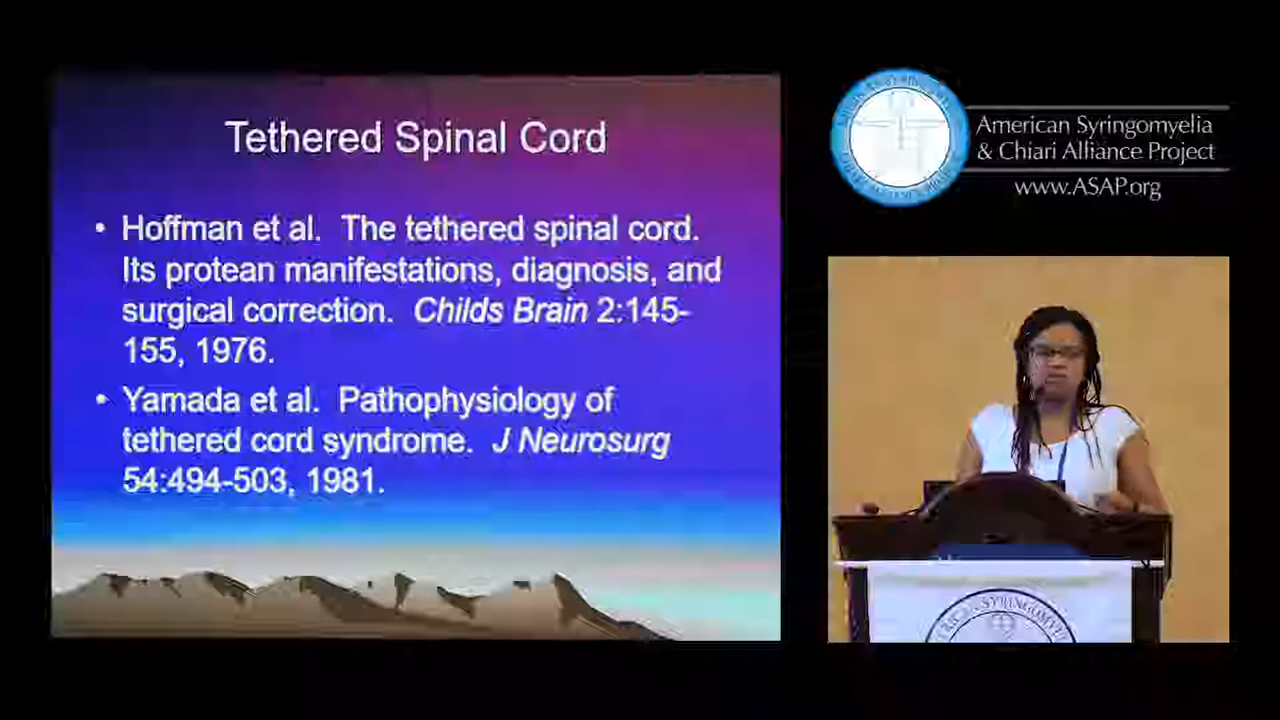 Tethered Spinal Cord
• Hoffman et al. The tethered spinal cord.
Its protean manifestations, diagnosis, and
surgical correction. Childs Brain 2:145-
155, 1976.
• Yamada et al. Pathophysiology of
tethered cord syndrome. J Neurosurg
54:494-503, 1981.
American Syringomyelia
& Chiari Alliance Project
www.ASAP.org